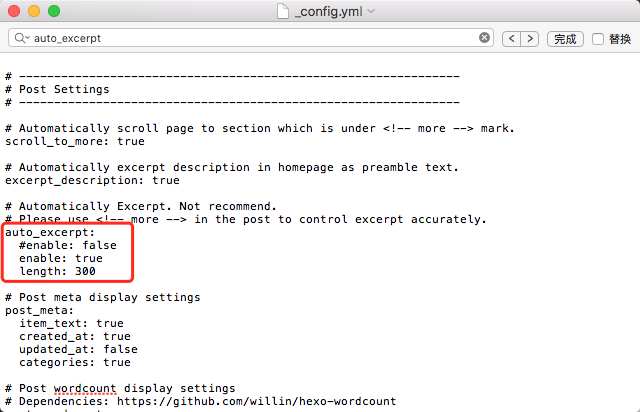 _config.yml
auto_excerpt
完成
替换
# ---------------------------------------------------------------
# Post Settings
# ---------------------------------------------------------------
# Automatically scroll page to section which is under <!-- more --> mark.
scroll_to_more: true
# Automatically excerpt description in homepage as preamble text.
excerpt_description: true
# Automatically Excerpt. Not recommend.
# Please use <!-- more --> in the post to control excerpt accurately.
auto_excerpt:
  #enable: false
  enable: true
  length: 300
# Post meta display settings
post_meta:
  item_text: true
  created_at: true
  updated_at: false
  categories: true
# Post wordcount display settings
# Dependencies: https://github.com/willin/hexo-wordcount